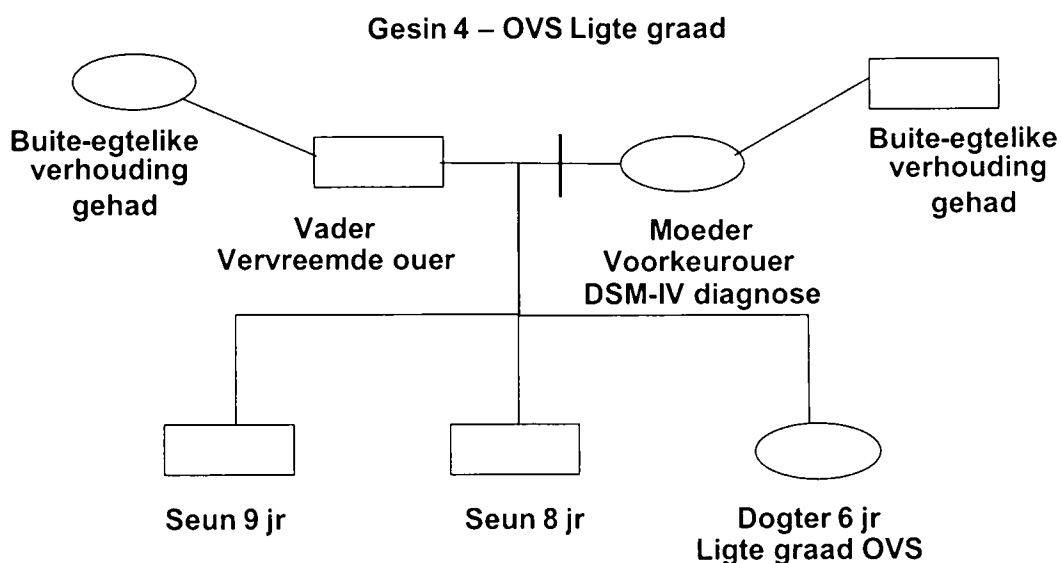 Gesin 4 – OVS Ligte graad
Buite-egtelike
verhouding
gehad
Buite-egtelike
verhouding
gehad
Vader
Vervreemde ouer
Moeder
Voorkeurouer
DSM-IV diagnose
Seun 9 jr
Seun 8 jr
Dogter 6 jr
Ligte graad OVS